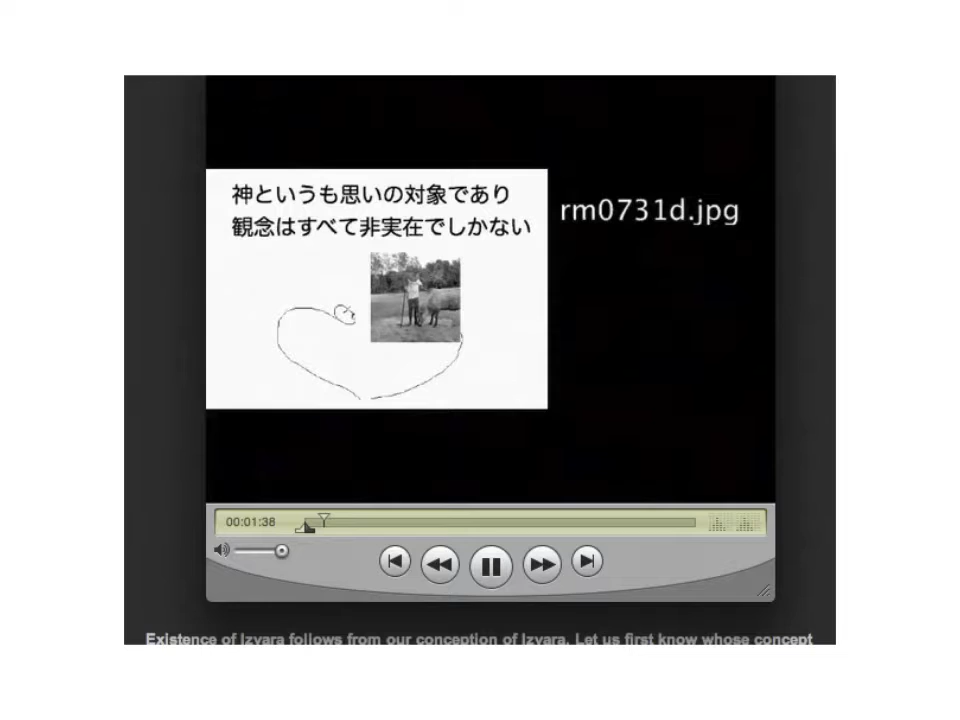 神というも思いの対象であり
観念はすべて非実在でしかない
rm0731d.jpg
00:01:38
Existence of Izvara follows from our conception of Izvara. Let us first know whose concept